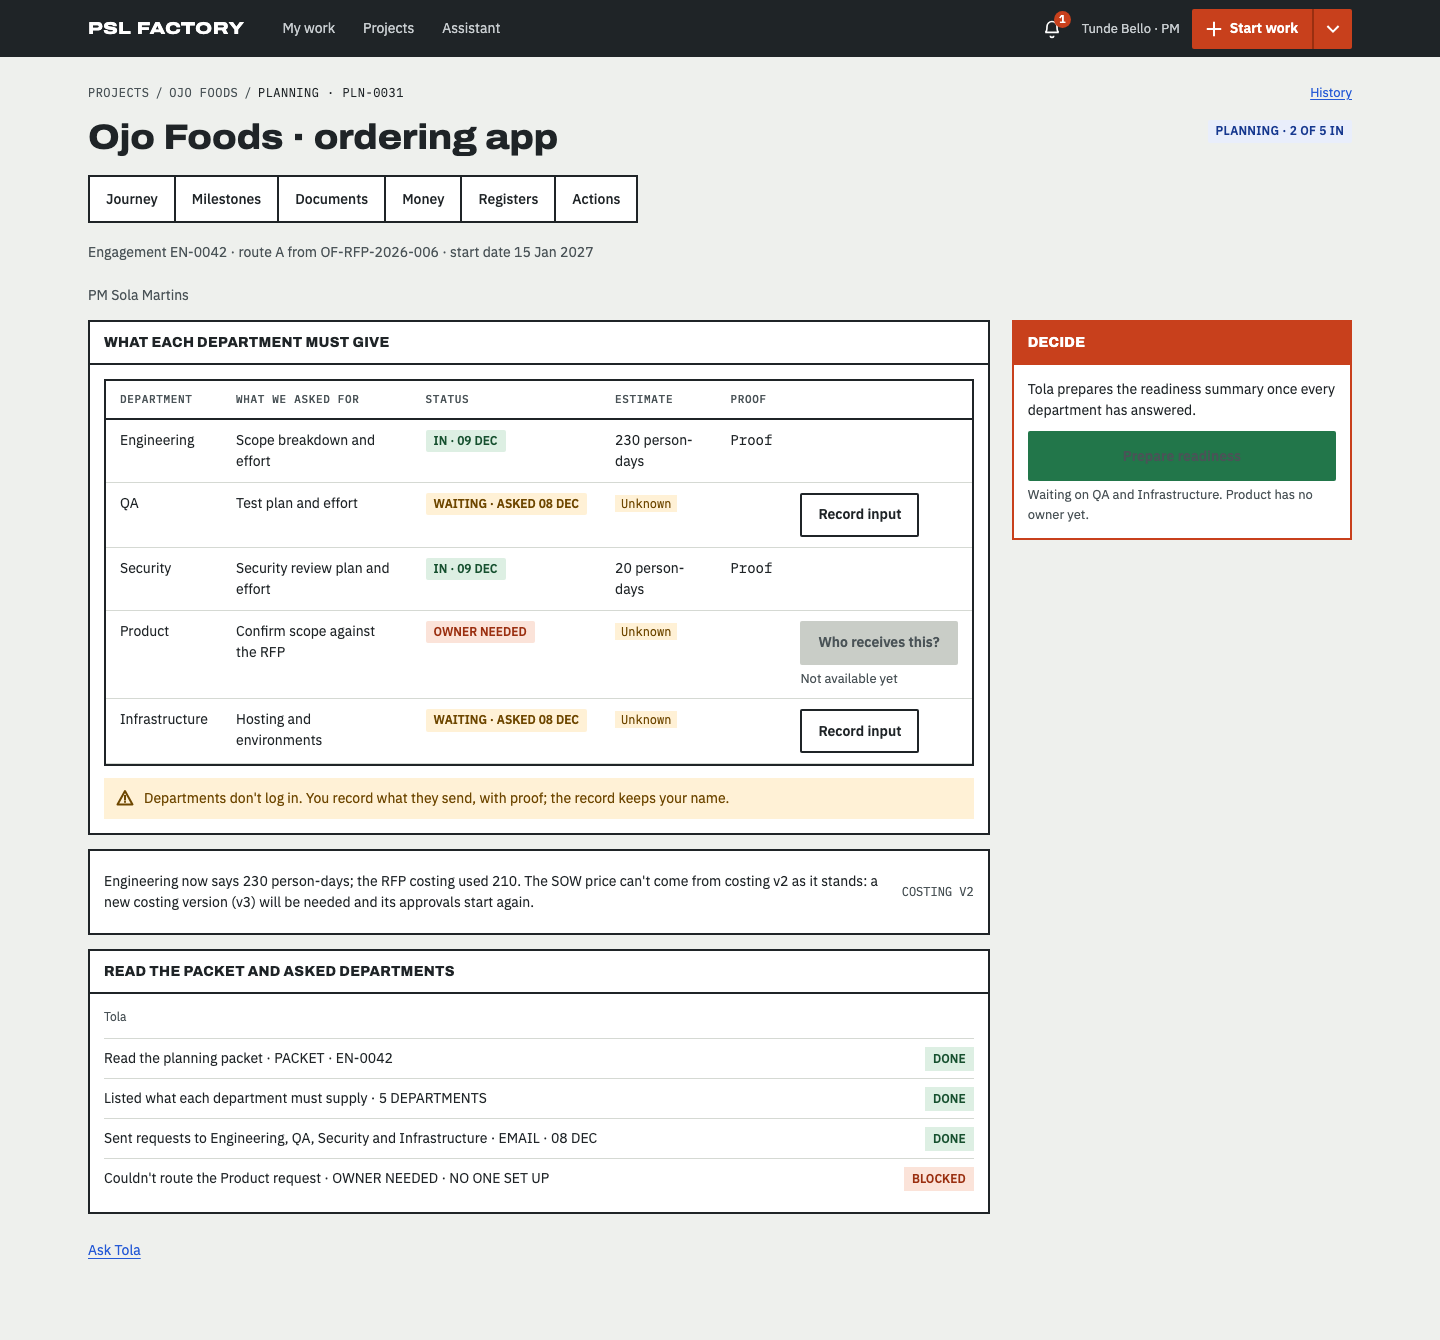 PSL FACTORY
My work
Projects
Assistant
1
Tunde Bello · PM
Start work
PROJECTS / OJO FOODS / PLANNING · PLN-0031
History
Ojo Foods · ordering app
PLANNING · 2 OF 5 IN
Journey
Milestones
Documents
Money
Registers
Actions
Engagement EN-0042 · route A from OF-RFP-2026-006 · start date 15 Jan 2027
PM Sola Martins
WHAT EACH DEPARTMENT MUST GIVE
DEPARTMENT
WHAT WE ASKED FOR
STATUS
ESTIMATE
PROOF
Engineering
Scope breakdown and
effort
IN · 09 DEC
230 person-
days
Proof
QA
Test plan and effort
WAITING · ASKED 08 DEC
Unknown
Record input
Security
Security review plan and
effort
IN · 09 DEC
20 person-
days
Proof
Product
Confirm scope against
the RFP
OWNER NEEDED
Unknown
Who receives this?
Not available yet
Infrastructure
Hosting and
environments
WAITING · ASKED 08 DEC
Unknown
Record input
Departments don't log in. You record what they send, with proof; the record keeps your name.
DECIDE
Tola prepares the readiness summary once every
department has answered.
Prepare readiness
Waiting on QA and Infrastructure. Product has no
owner yet.
Engineering now says 230 person-days; the RFP costing used 210. The SOW price can't come from costing v2 as it stands: a
new costing version (v3) will be needed and its approvals start again.
COSTING V2
READ THE PACKET AND ASKED DEPARTMENTS
Tola
Read the planning packet · PACKET · EN-0042
DONE
Listed what each department must supply · 5 DEPARTMENTS
DONE
Sent requests to Engineering, QA, Security and Infrastructure · EMAIL · 08 DEC
DONE
Couldn't route the Product request · OWNER NEEDED · NO ONE SET UP
BLOCKED
Ask Tola